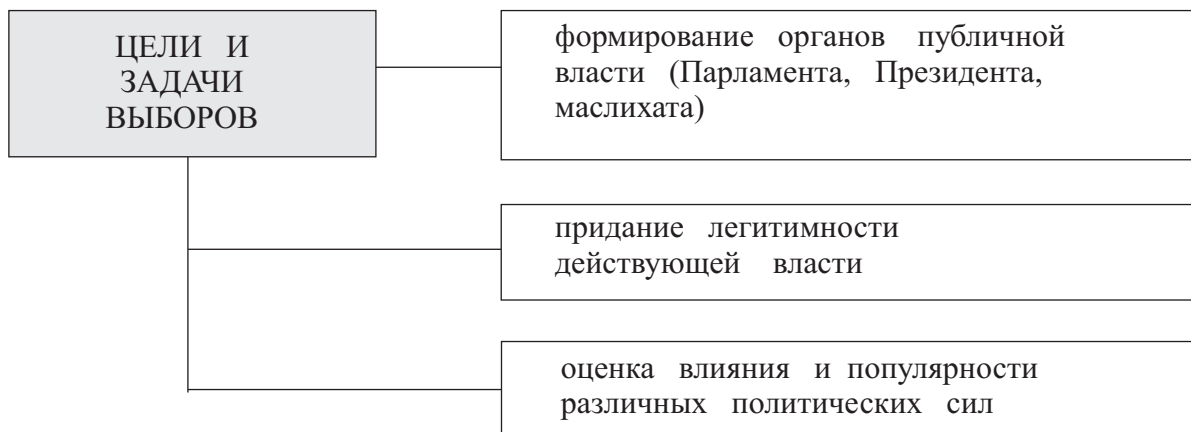 ЦЕЛИ И
ЗАДАЧИ
ВЫБОРОВ
формирование органов публичной
власти (Парламента, Президента,
маслихата)
придание легитимности
действующей власти
оценка влияния и популярности
различных политических сил